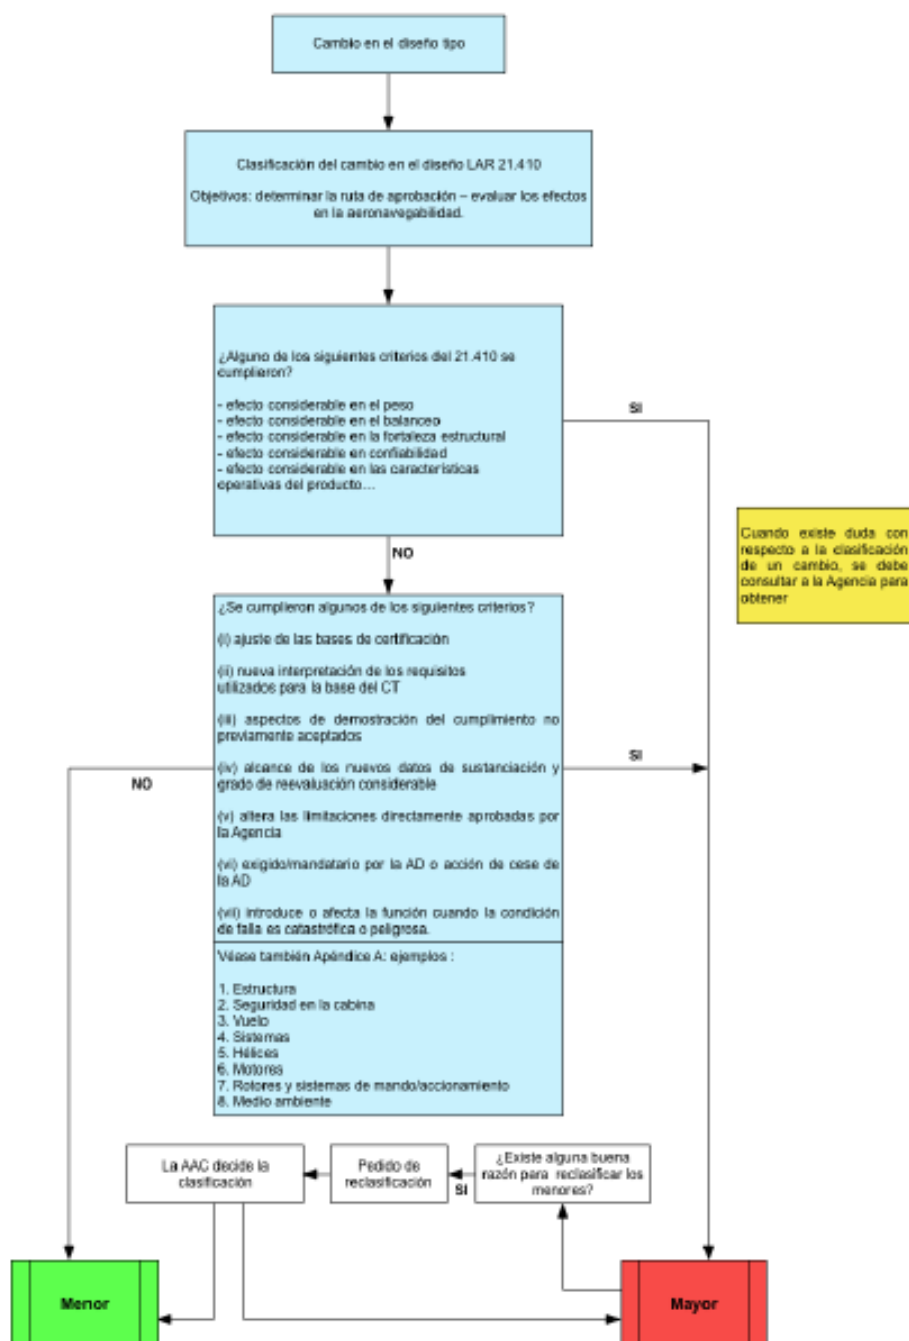 Cambio en el diseño tipo
Clasificación del cambio en el diseño LAR 21.410
Objetivos: determinar la ruta de aprobación – evaluar los efectos
en la aeronavegabilidad.
¿Alguno de los siguientes criterios del 21.410 se
cumplieron?
- efecto considerable en el peso
- efecto considerable en el balanceo
- efecto considerable en la fortaleza estructural
- efecto considerable en confiabilidad
- efecto considerable en las características
operativas del producto...
SI
NO
Cuando existe duda con
respecto a la clasificación
de un cambio, se debe
consultar a la Agencia para
obtener
¿Se cumplieron algunos de los siguientes criterios?
(i) ajuste de las bases de certificación
(ii) nueva interpretación de los requisitos
utilizados para la base del CT
(iii) aspectos de demostración del cumplimiento no
previamente aceptados
(iv) alcance de los nuevos datos de sustanciación y
grado de reevaluación considerable
(v) altera las limitaciones directamente aprobadas por
la Agencia
(vi) exigido/mandatario por la AD o acción de cese de
la AD
(vii) introduce o afecta la función cuando la condición
de falla es catastrófica o peligrosa.
NO
SI
Véase también Apéndice A: ejemplos :
1. Estructura
2. Seguridad en la cabina
3. Vuelo
4. Sistemas
5. Hélices
6. Motores
7. Rotores y sistemas de mando/accionamiento
8. Medio ambiente
La AAC decide la
clasificación
Pedido de
reclasificación
SI
¿Existe alguna buena
razón para reclasificar los
menores?
Menor
Mayor